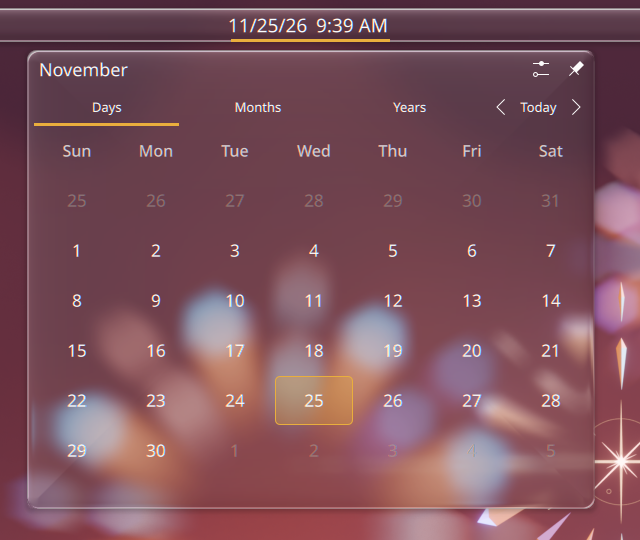 11/25/26 9:39 AM
November
Days Months Years Today
Sun Mon Tue Wed Thu Fri Sat
25 26 27 28 29 30 31
1 2 3 4 5 6 7
8 9 10 11 12 13 14
15 16 17 18 19 20 21
22 23 24 25 26 27 28
29 30 1 2 3 4 5